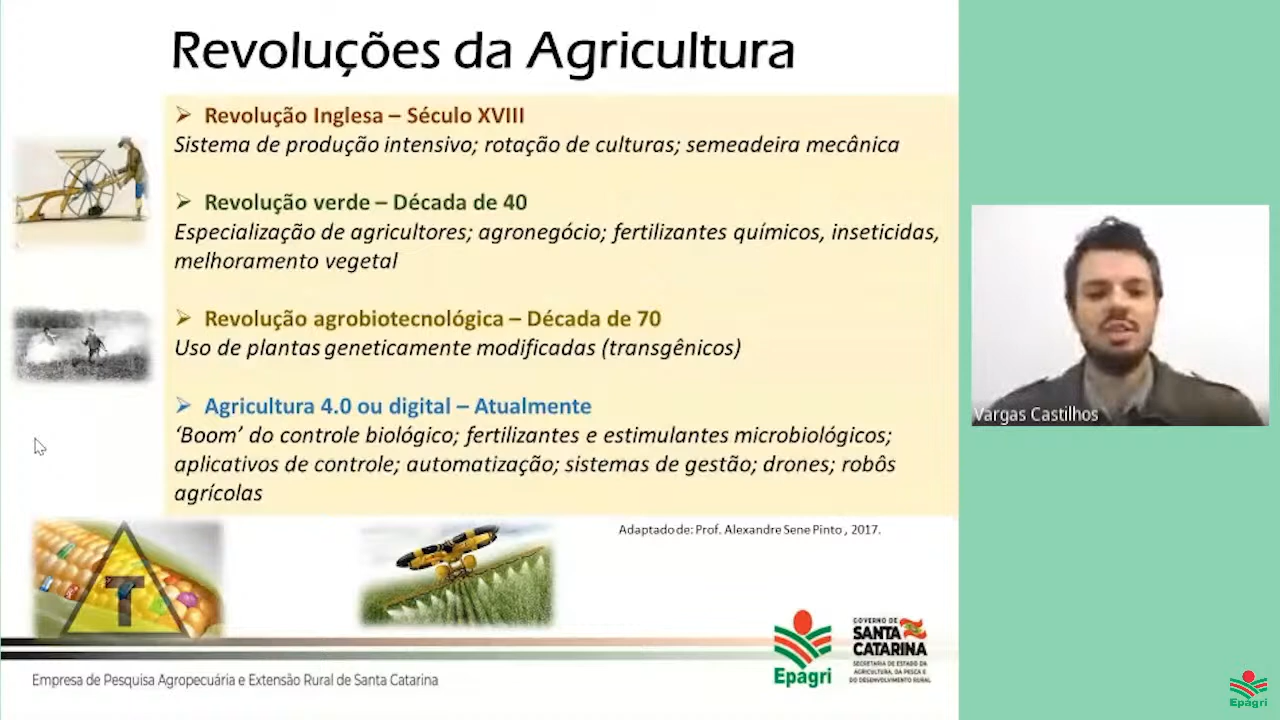 Revoluções da Agricultura
➢ Revolução Inglesa – Século XVIII
Sistema de produção intensivo; rotação de culturas; semeadeira mecânica
➢ Revolução verde – Década de 40
Especialização de agricultores; agronegócio; fertilizantes químicos, inseticidas,
melhoramento vegetal
➢ Revolução agrobiotecnológica – Década de 70
Uso de plantas geneticamente modificadas (transgênicos)
➢ Agricultura 4.0 ou digital – Atualmente
‘Boom’ do controle biológico; fertilizantes e estimulantes microbiológicos;
aplicativos de controle; automatização; sistemas de gestão; drones; robôs
agrícolas
Adaptado de: Prof. Alexandre Sene Pinto , 2017.
T
Epagri
GOVERNO DE
SANTA
CATARINA
SECRETARIA DE ESTADO DA
AGRICULTURA, DA PESCA E
DO DESENVOLVIMENTO RURAL
Empresa de Pesquisa Agropecuária e Extensão Rural de Santa Catarina
Vargas Castilhos
Epagri